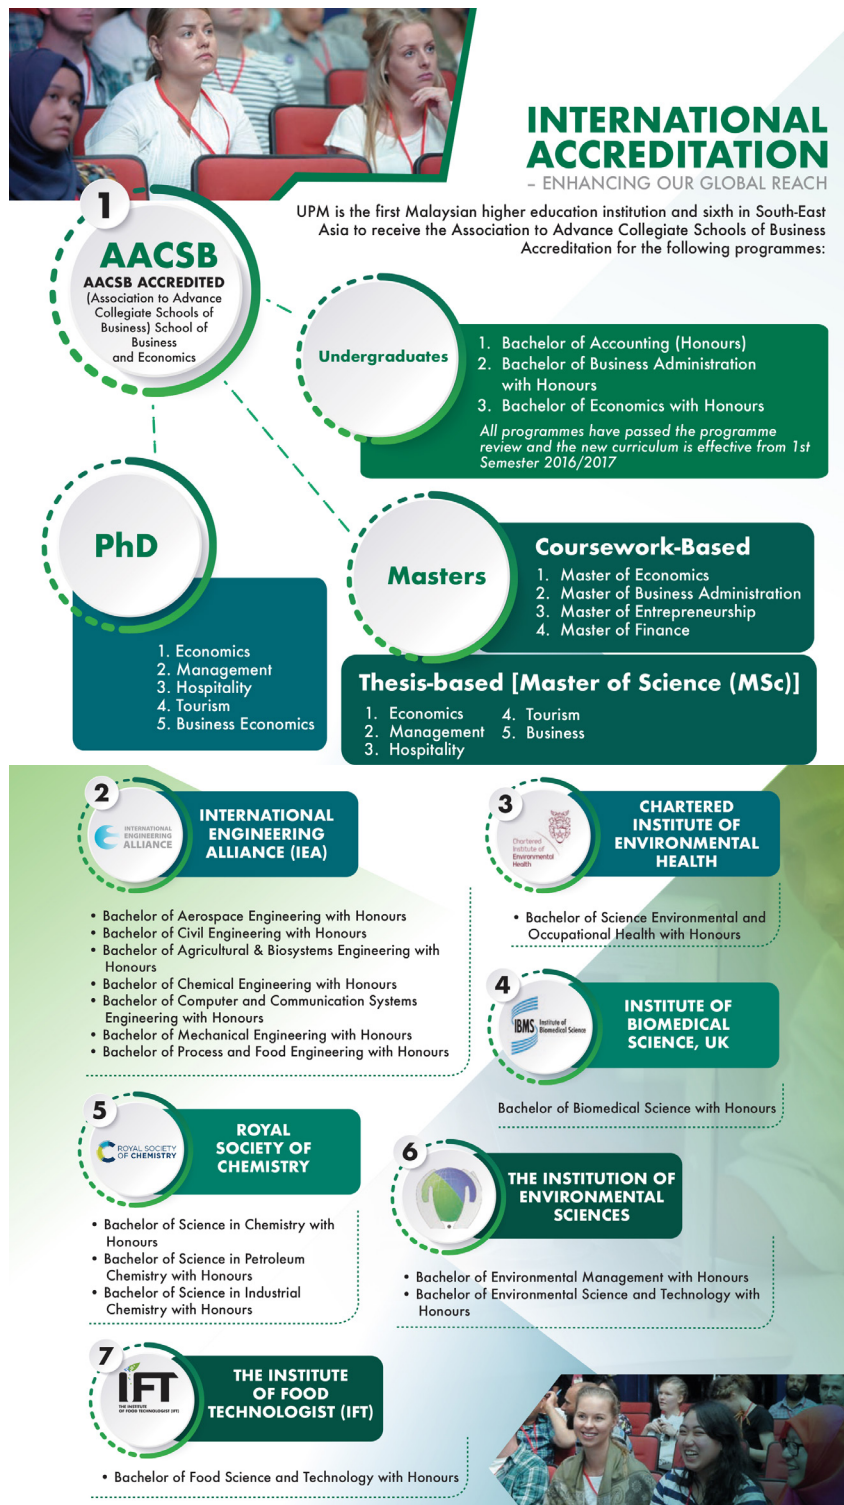 INTERNATIONAL
ACCREDITATION
– ENHANCING OUR GLOBAL REACH
UPM is the first Malaysian higher education institution and sixth in South-East
Asia to receive the Association to Advance Collegiate Schools of Business
Accreditation for the following programmes:
1
AACSB
AACSB ACCREDITED
(Association to Advance
Collegiate Schools of
Business) School of
Business
and Economics
Undergraduates
1. Bachelor of Accounting (Honours)
2. Bachelor of Business Administration
with Honours
3. Bachelor of Economics with Honours
All programmes have passed the programme
review and the new curriculum is effective from 1st
Semester 2016/2017
PhD
1. Economics
2. Management
3. Hospitality
4. Tourism
5. Business Economics
Masters
Coursework-Based
1. Master of Economics
2. Master of Business Administration
3. Master of Entrepreneurship
4. Master of Finance
Thesis-based [Master of Science (MSc)]
1. Economics
2. Management
3. Hospitality
4. Tourism
5. Business
2
INTERNATIONAL
ENGINEERING
ALLIANCE
INTERNATIONAL
ENGINEERING
ALLIANCE (IEA)
• Bachelor of Aerospace Engineering with Honours
• Bachelor of Civil Engineering with Honours
• Bachelor of Agricultural & Biosystems Engineering with
Honours
• Bachelor of Chemical Engineering with Honours
• Bachelor of Computer and Communication Systems
Engineering with Honours
• Bachelor of Mechanical Engineering with Honours
• Bachelor of Process and Food Engineering with Honours
3
Chartered
Institute of
Environmental
Health
CHARTERED
INSTITUTE OF
ENVIRONMENTAL
HEALTH
• Bachelor of Science Environmental and
Occupational Health with Honours
4
IBMS Institute of
Biomedical Science
INSTITUTE OF
BIOMEDICAL
SCIENCE, UK
Bachelor of Biomedical Science with Honours
5
ROYAL SOCIETY
OF CHEMISTRY
ROYAL
SOCIETY OF
CHEMISTRY
• Bachelor of Science in Chemistry with
Honours
• Bachelor of Science in Petroleum
Chemistry with Honours
• Bachelor of Science in Industrial
Chemistry with Honours
6
THE INSTITUTION OF
ENVIRONMENTAL
SCIENCES
• Bachelor of Environmental Management with Honours
• Bachelor of Environmental Science and Technology with
Honours
7
IFT
THE INSTITUTE
OF FOOD TECHNOLOGIST (IFT)
THE INSTITUTE
OF FOOD
TECHNOLOGIST (IFT)
• Bachelor of Food Science and Technology with Honours